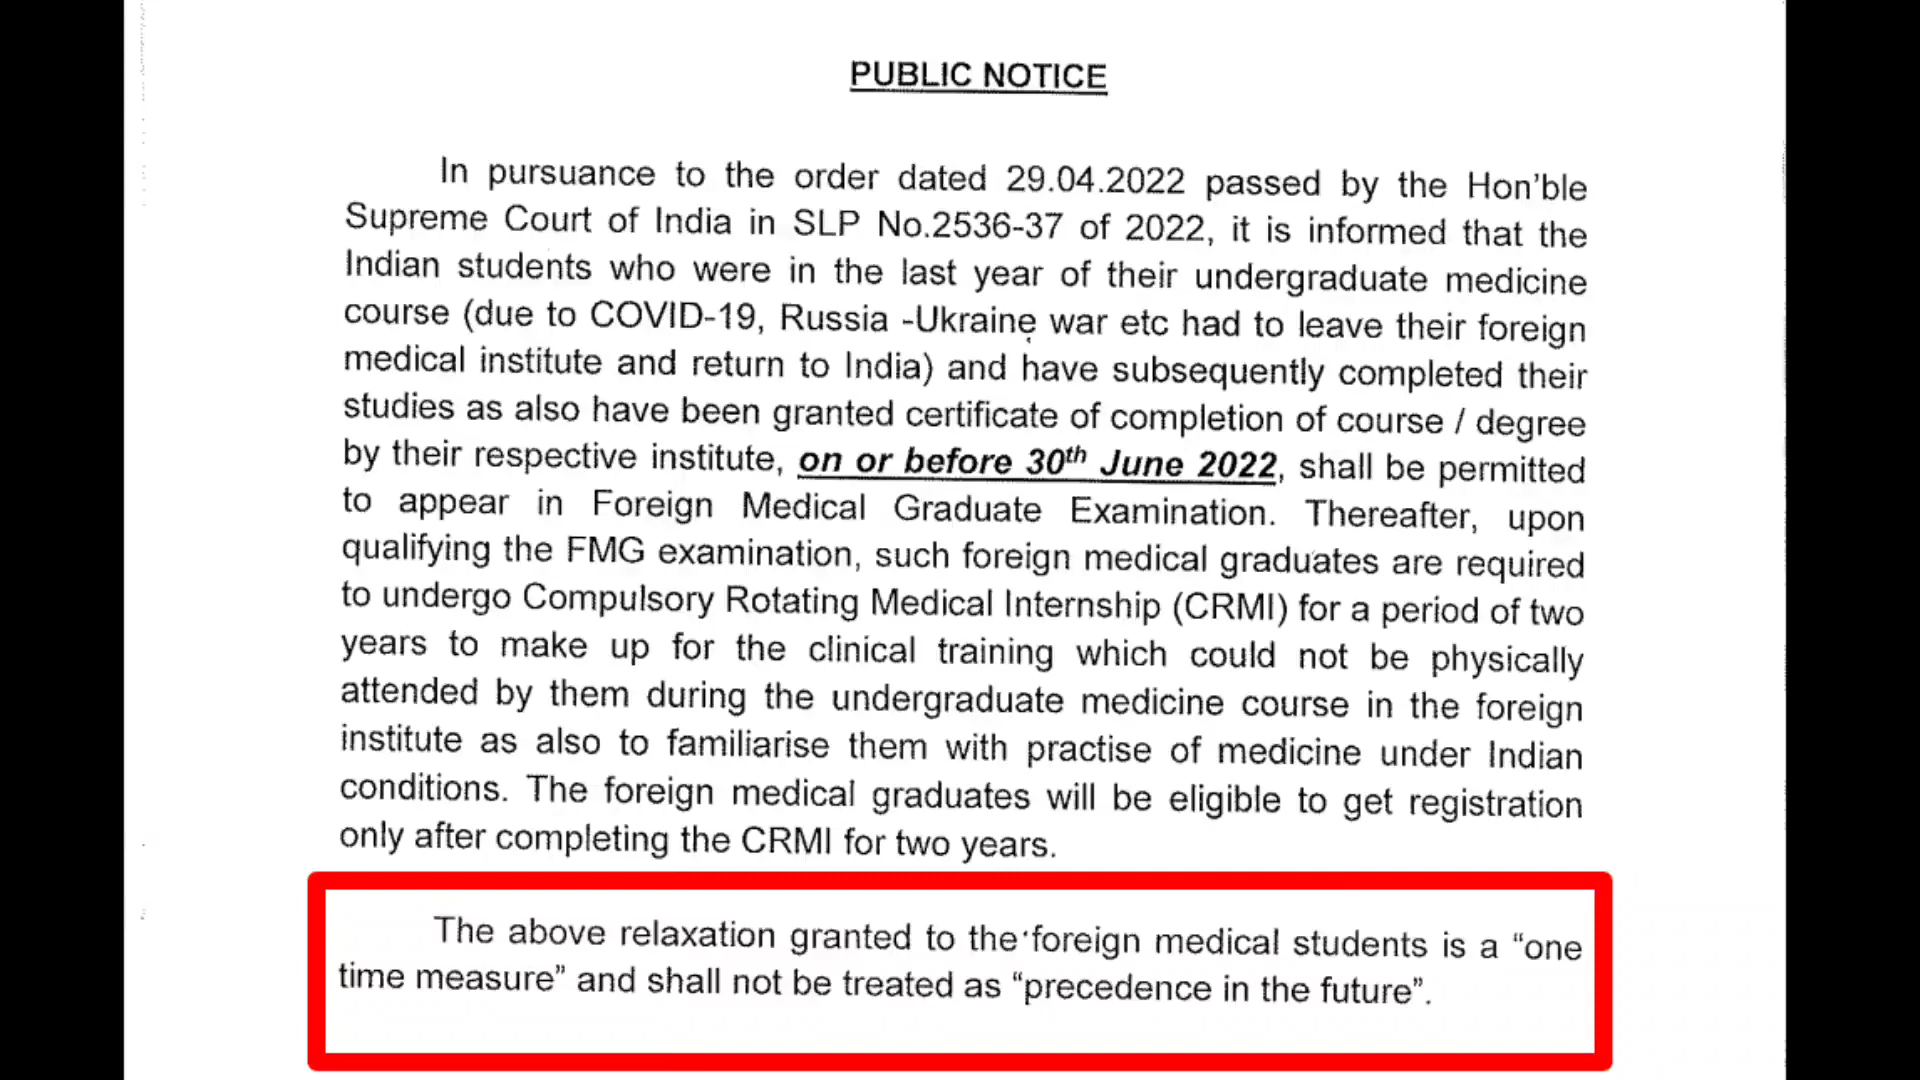 PUBLIC NOTICE
In pursuance to the order dated 29.04.2022 passed by the Hon'ble
Supreme Court of India in SLP No.2536-37 of 2022, it is informed that the
Indian students who were in the last year of their undergraduate medicine
course (due to COVID-19, Russia -Ukraine war etc had to leave their foreign
medical institute and return to India) and have subsequently completed their
studies as also have been granted certificate of completion of course / degree
by their respective institute, on or before 30th June 2022, shall be permitted
to appear in Foreign Medical Graduate Examination. Thereafter, upon
qualifying the FMG examination, such foreign medical graduates are required
to undergo Compulsory Rotating Medical Internship (CRMI) for a period of two
years to make up for the clinical training which could not be physically
attended by them during the undergraduate medicine course in the foreign
institute as also to familiarise them with practise of medicine under Indian
conditions. The foreign medical graduates will be eligible to get registration
only after completing the CRMI for two years.
The above relaxation granted to the foreign medical students is a “one
time measure” and shall not be treated as “precedence in the future”.